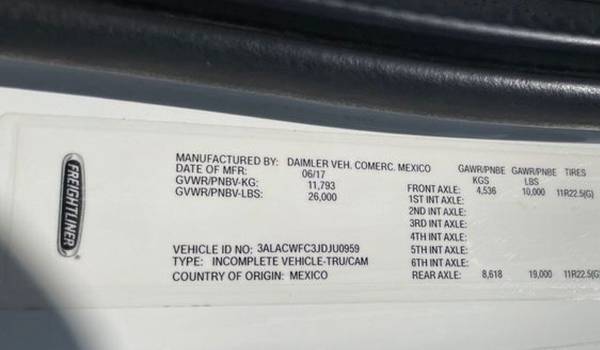 FREIGHTLINER
MANUFACTURED BY: DAIMLER VEH. COMERC. MEXICO
DATE OF MFR: 06/17
GVWR/PNBV-KG: 11,793
GVWR/PNBV-LBS: 26,000
VEHICLE ID NO: 3ALACWFC3JDJU0959
TYPE: INCOMPLETE VEHICLE-TRU/CAM
COUNTRY OF ORIGIN: MEXICO
GAWR/PNBE KGS GAWR/PNBE LBS TIRES
FRONT AXLE: 4,536 10,000 11R22.5(G)
1ST INT AXLE:
2ND INT AXLE:
3RD INT AXLE:
4TH INT AXLE:
5TH INT AXLE:
6TH INT AXLE:
REAR AXLE: 8,618 19,000 11R22.5(G)